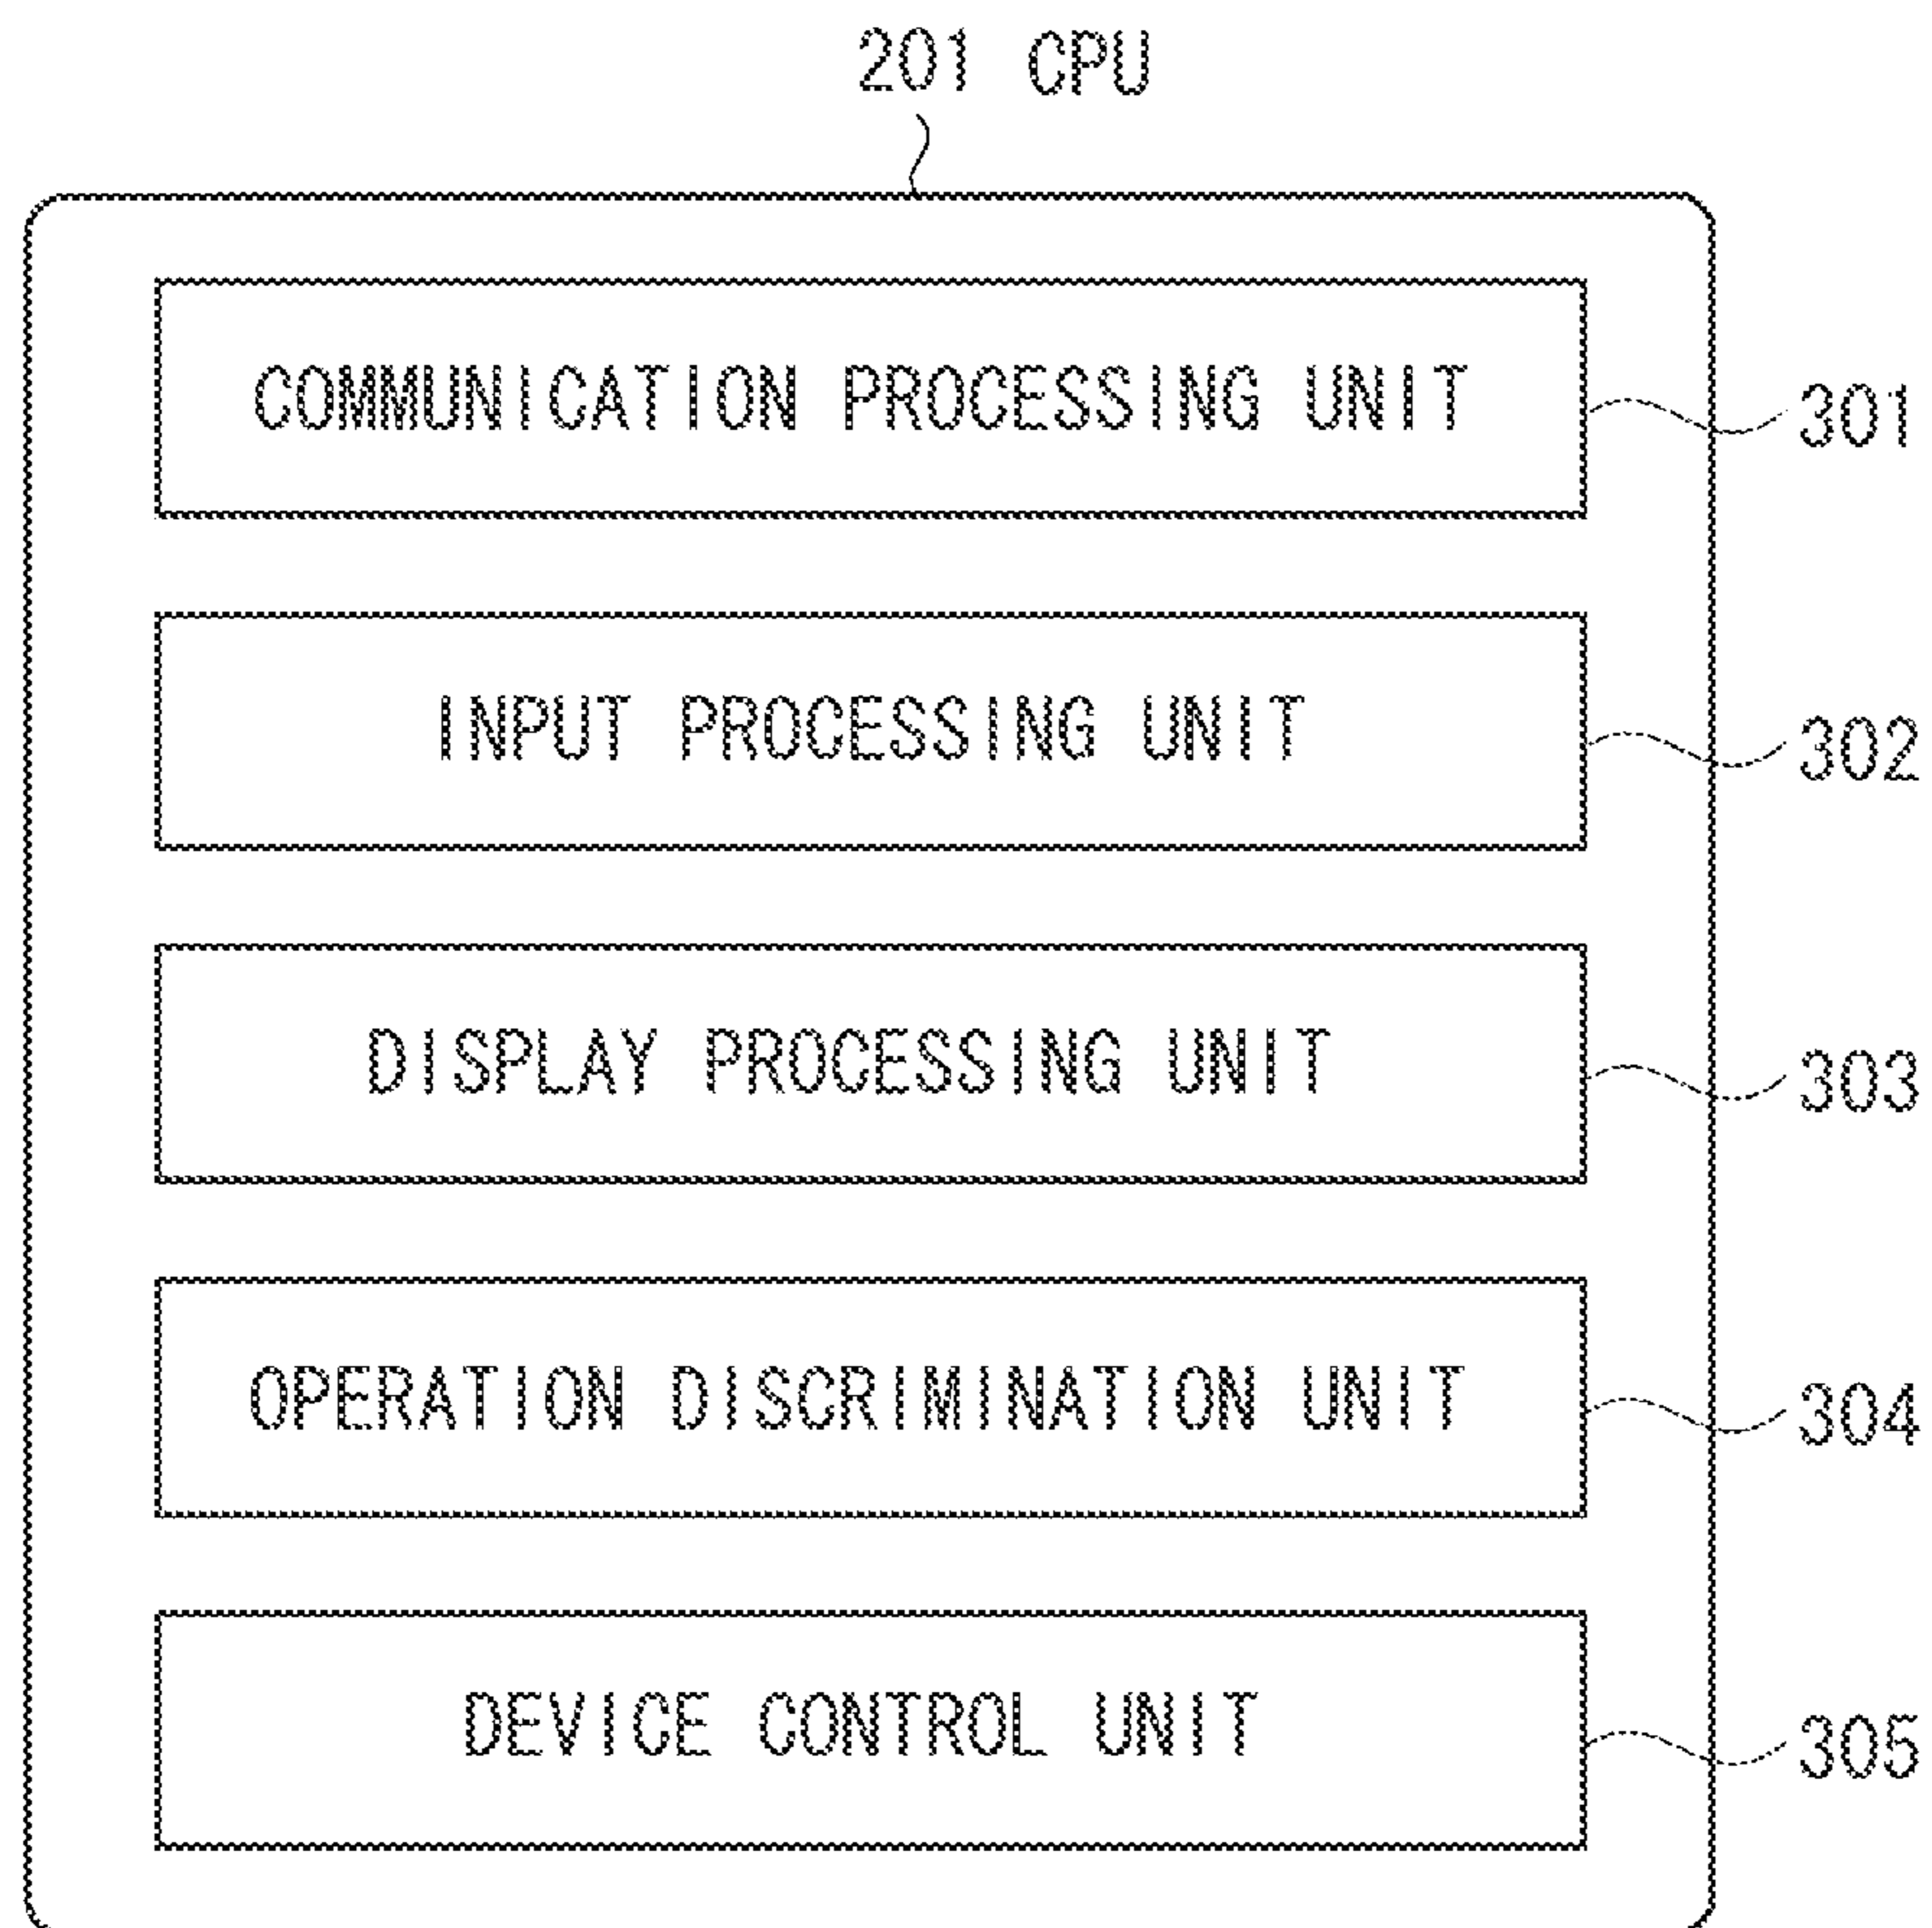 201 CPU
COMMUNICATION PROCESSING UNIT 301
INPUT PROCESSING UNIT 302
DISPLAY PROCESSING UNIT 303
OPERATION DISCRIMINATION UNIT 304
DEVICE CONTROL UNIT 305